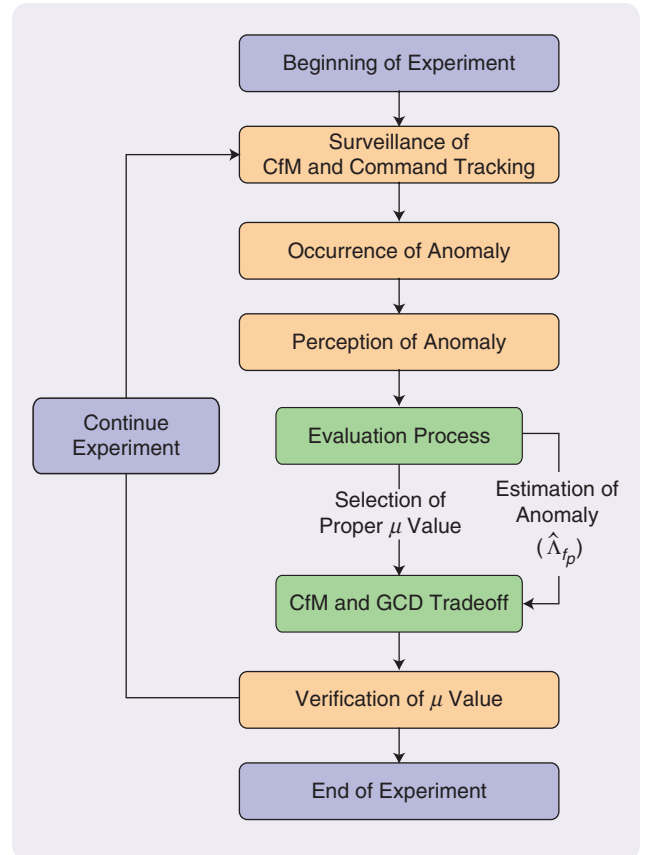 Beginning of Experiment
Surveillance of
CfM and Command Tracking
Occurrence of Anomaly
Perception of Anomaly
Continue
Experiment
Evaluation Process
Selection of
Proper μ Value
Estimation of
Anomaly
(Λ̂_{f_p})
CfM and GCD Tradeoff
Verification of μ Value
End of Experiment